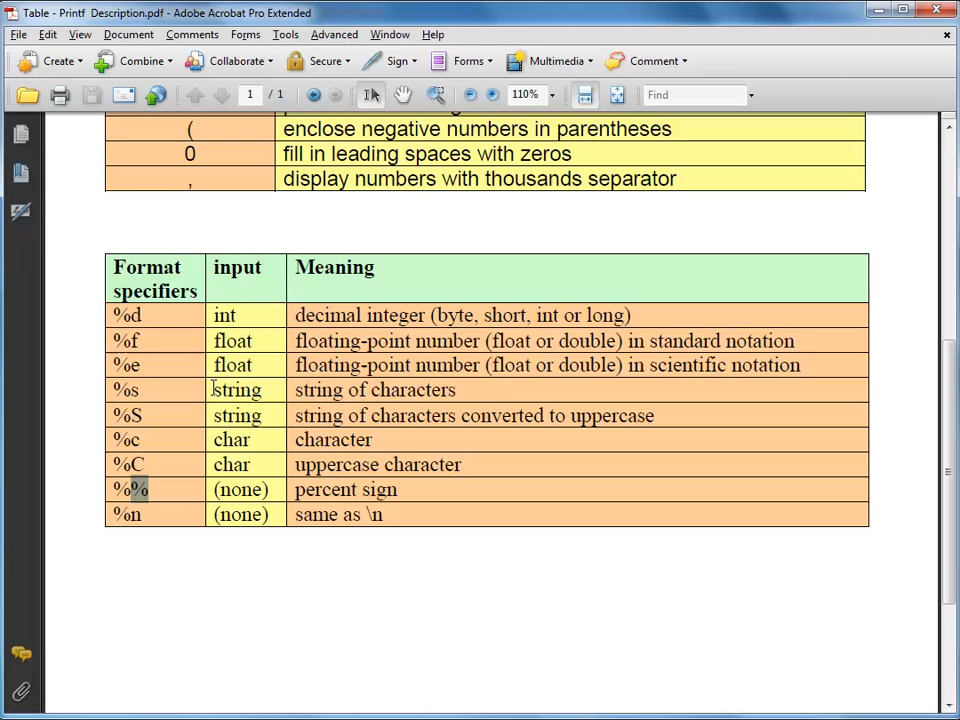 Table - Printf Description.pdf - Adobe Acrobat Pro Extended
File Edit View Document Comments Forms Tools Advanced Window Help
Create Combine Collaborate Secure Sign Forms Multimedia Comment
1 / 1 110% Find
( enclose negative numbers in parentheses
0 fill in leading spaces with zeros
, display numbers with thousands separator
Format specifiers input Meaning
%d int decimal integer (byte, short, int or long)
%f float floating-point number (float or double) in standard notation
%e float floating-point number (float or double) in scientific notation
%s string string of characters
%S string string of characters converted to uppercase
%c char character
%C char uppercase character
%% (none) percent sign
%n (none) same as \n